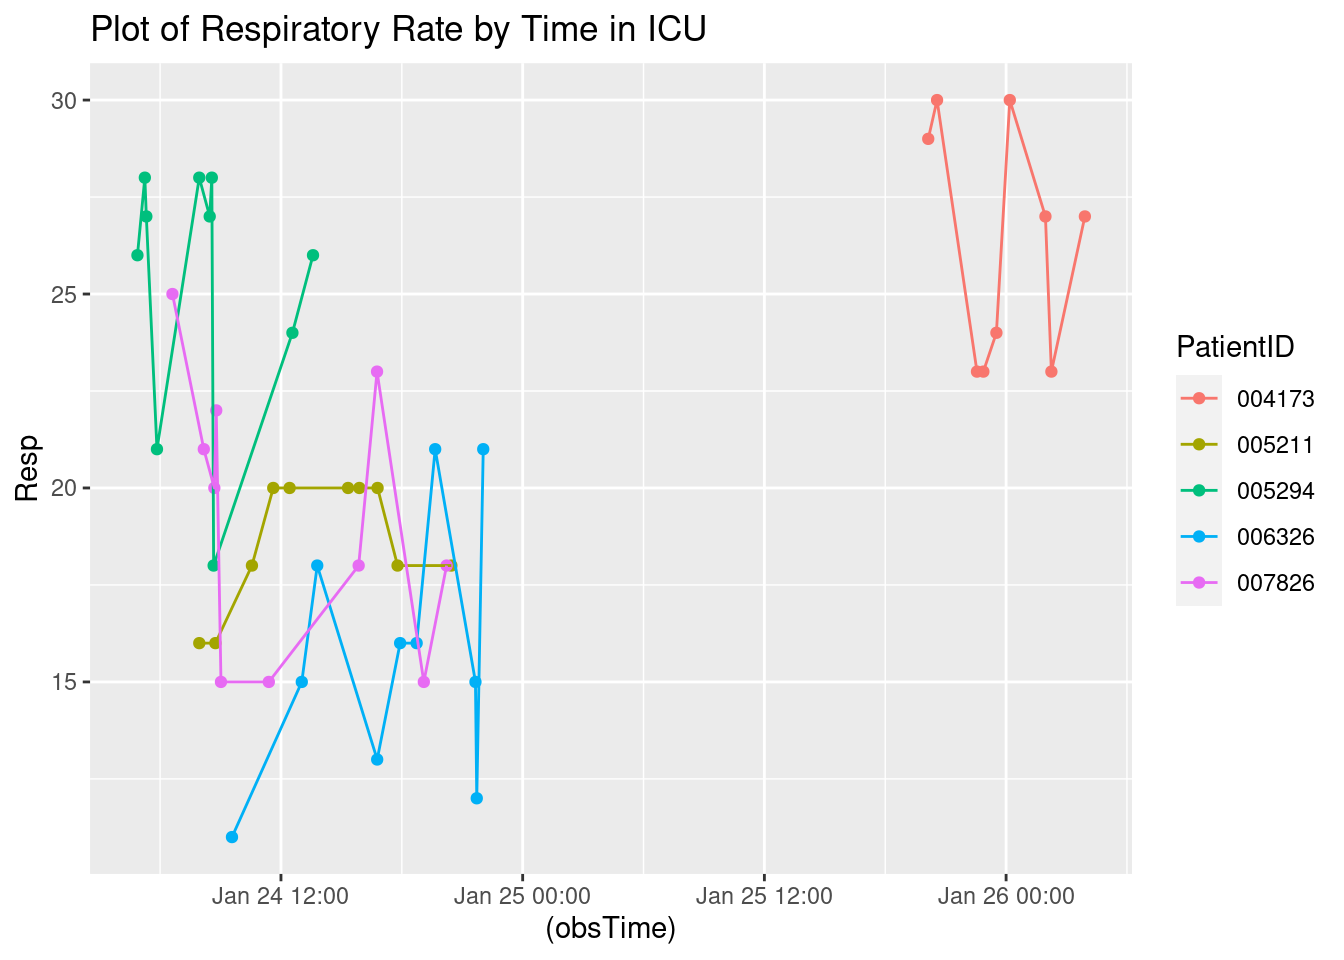 Plot of Respiratory Rate by Time in ICU
30
25
20
15
Resp
Jan 24 12:00
Jan 25 00:00
Jan 25 12:00
Jan 26 00:00
(obsTime)
PatientID
004173
005211
005294
006326
007826